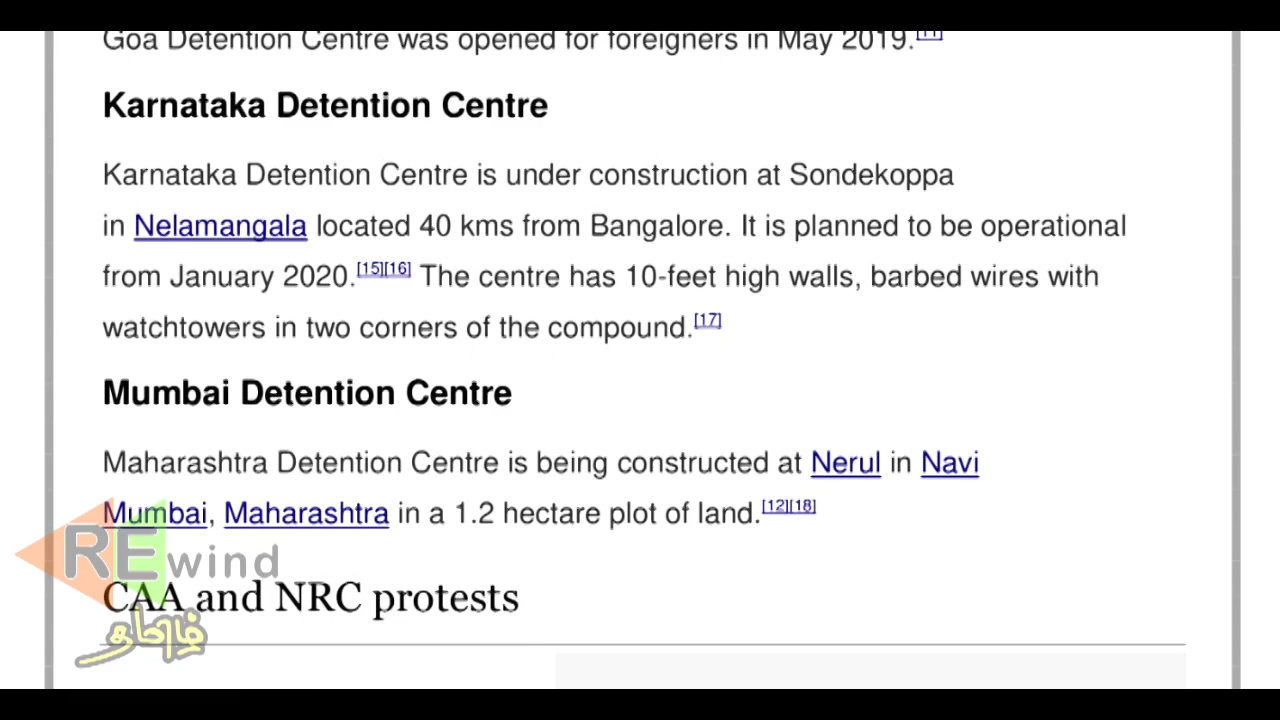 Goa Detention Centre was opened for foreigners in May 2019.[11]
Karnataka Detention Centre
Karnataka Detention Centre is under construction at Sondekoppa
in Nelamangala located 40 kms from Bangalore. It is planned to be operational
from January 2020.[15][16] The centre has 10-feet high walls, barbed wires with
watchtowers in two corners of the compound.[17]
Mumbai Detention Centre
Maharashtra Detention Centre is being constructed at Nerul in Navi
Mumbai, Maharashtra in a 1.2 hectare plot of land.[12][18]
REwind
CAA and NRC protests
தமிழ்